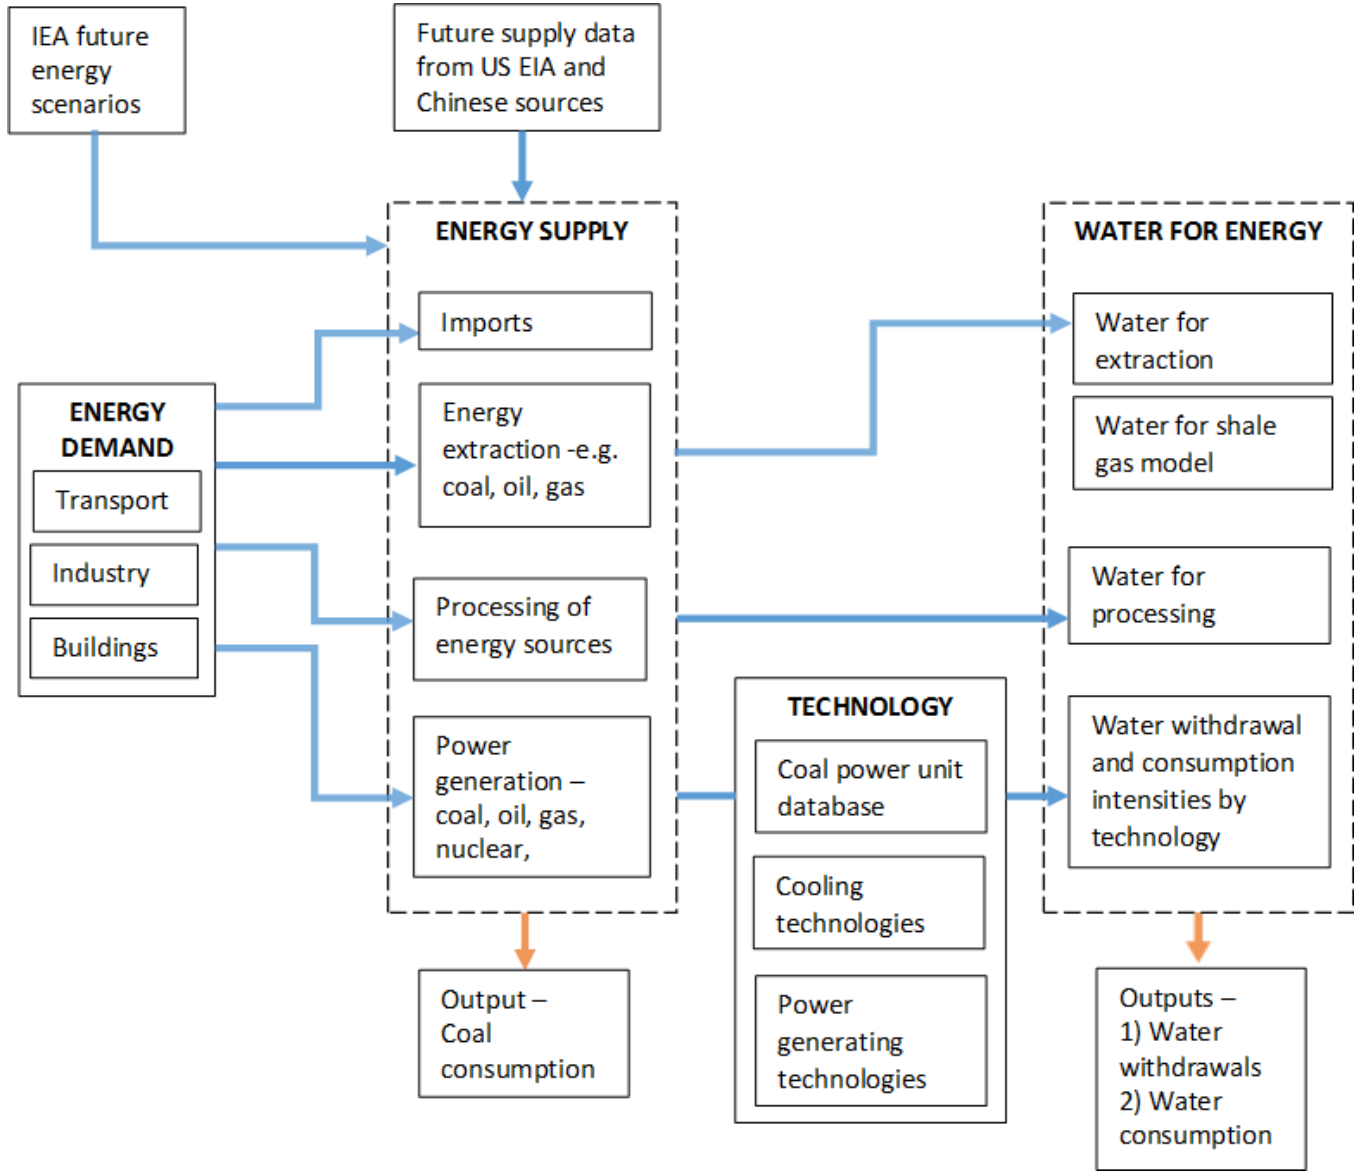 IEA future
energy
scenarios
Future supply data
from US EIA and
Chinese sources
ENERGY SUPPLY
Imports
Energy
extraction -e.g.
coal, oil, gas
Processing of
energy sources
Power
generation –
coal, oil, gas,
nuclear,
ENERGY
DEMAND
Transport
Industry
Buildings
TECHNOLOGY
Coal power unit
database
Cooling
technologies
Power
generating
technologies
WATER FOR ENERGY
Water for
extraction
Water for shale
gas model
Water for
processing
Water withdrawal
and consumption
intensities by
technology
Output –
Coal
consumption
Outputs –
1) Water
withdrawals
2) Water
consumption